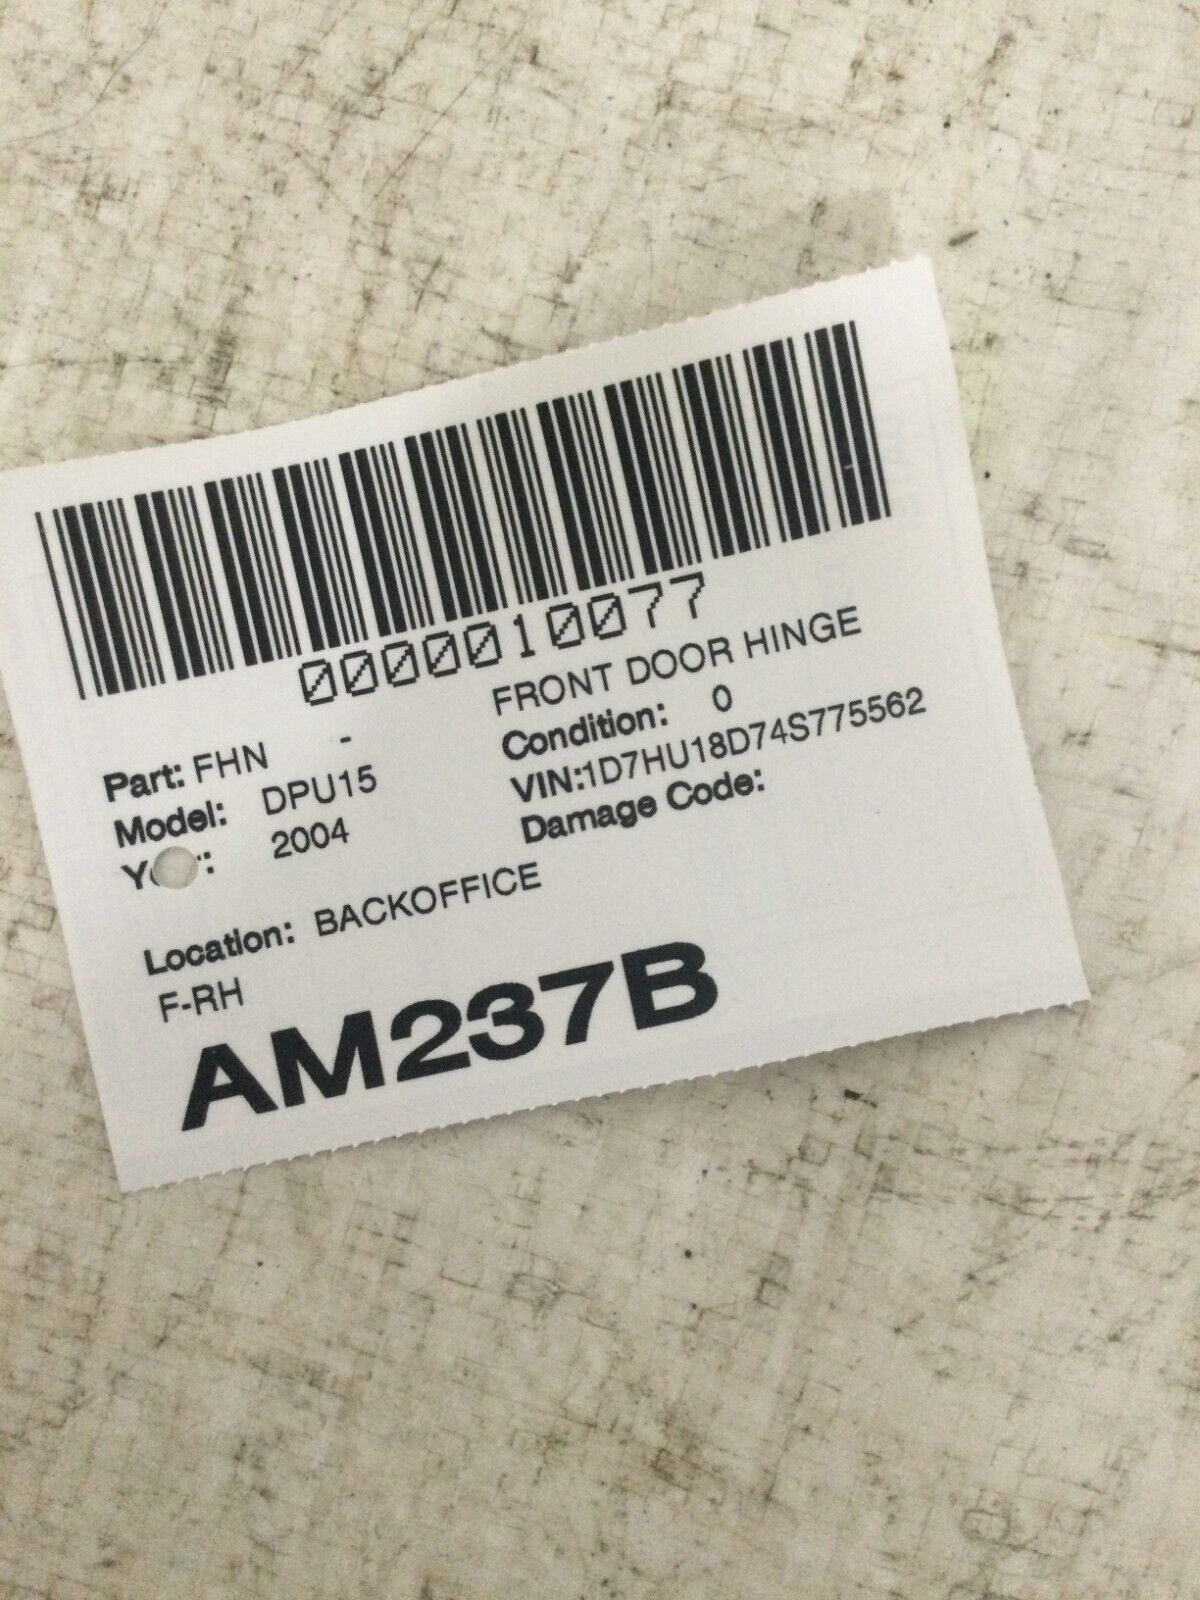 0000010077
Part: FHN - FRONT DOOR HINGE
Model: DPU15 Condition: 0
2004 VIN:1D7HU18D74S775562
Damage Code:
Location: BACKOFFICE
F-RH
AM237B